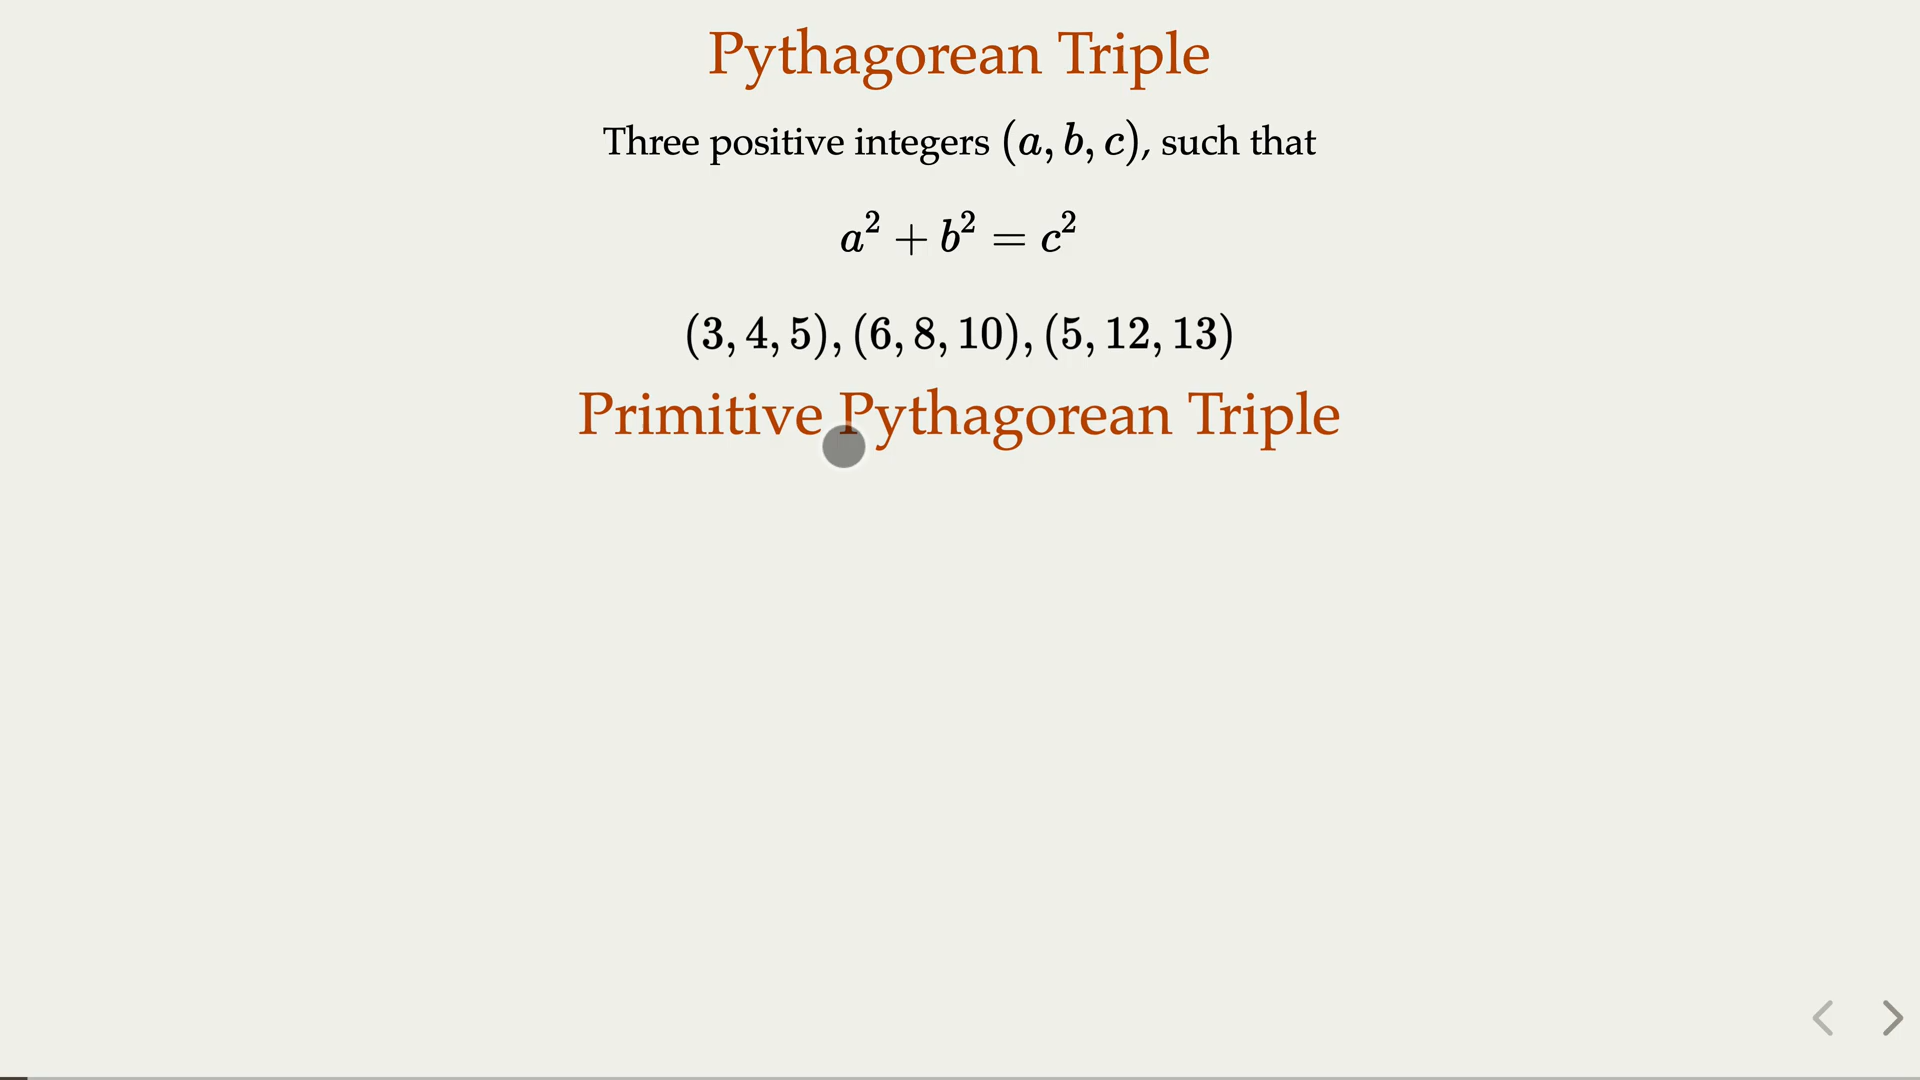 Pythagorean Triple
Three positive integers (a, b, c), such that
a² + b² = c²
(3, 4, 5), (6, 8, 10), (5, 12, 13)
Primitive Pythagorean Triple